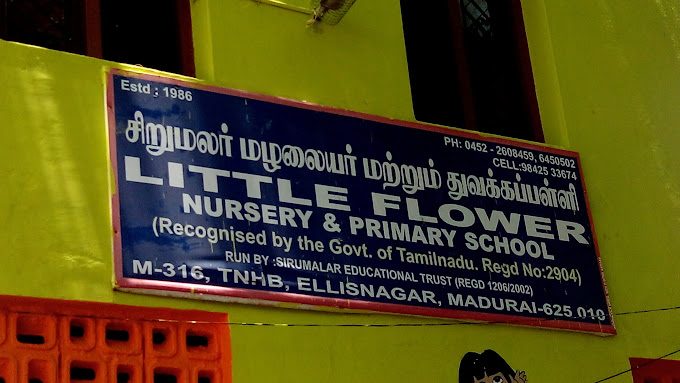 Estd : 1986
PH: 0452 - 2608459, 6450502
CELL:98425 33674
சிறுமலர் மழலையர் மற்றும் துவக்கப்பள்ளி
LITTLE FLOWER
NURSERY & PRIMARY SCHOOL
(Recognised by the Govt. of Tamilnadu. Regd No:2904)
RUN BY :SIRUMALAR EDUCATIONAL TRUST (REGD 1206/2002)
M-316, TNHB, ELLISNAGAR, MADURAI-625 010